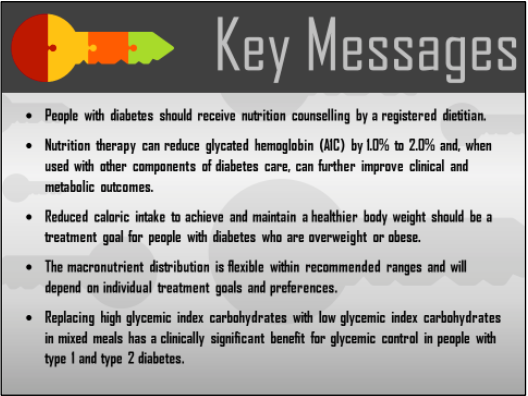 Key Messages
• People with diabetes should receive nutrition counselling by a registered dietitian.
• Nutrition therapy can reduce glycated hemoglobin (A1C) by 1.0% to 2.0% and, when
used with other components of diabetes care, can further improve clinical and
metabolic outcomes.
• Reduced caloric intake to achieve and maintain a healthier body weight should be a
treatment goal for people with diabetes who are overweight or obese.
• The macronutrient distribution is flexible within recommended ranges and will
depend on individual treatment goals and preferences.
• Replacing high glycemic index carbohydrates with low glycemic index carbohydrates
in mixed meals has a clinically significant benefit for glycemic control in people with
type 1 and type 2 diabetes.